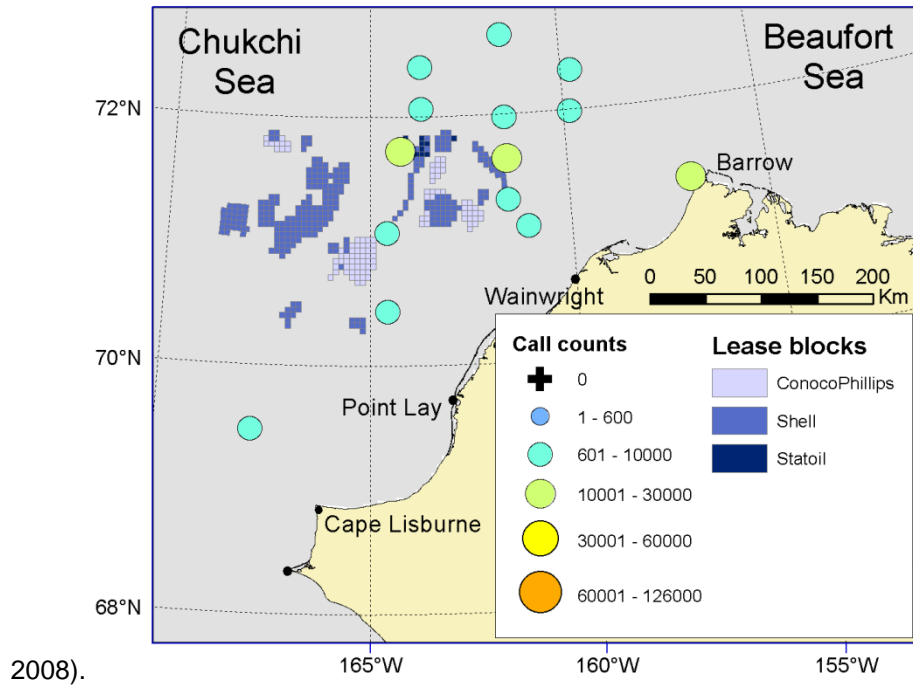 Chukchi
Sea
Beaufort
Sea
72°N
Barrow
0 50 100 150 200
Km
Wainwright
70°N
Point Lay
Cape Lisburne
68°N
Call counts
0
1 - 600
601 - 10000
10001 - 30000
30001 - 60000
60001 - 126000
Lease blocks
ConocoPhillips
Shell
Statoil
165°W 160°W 155°W
2008).